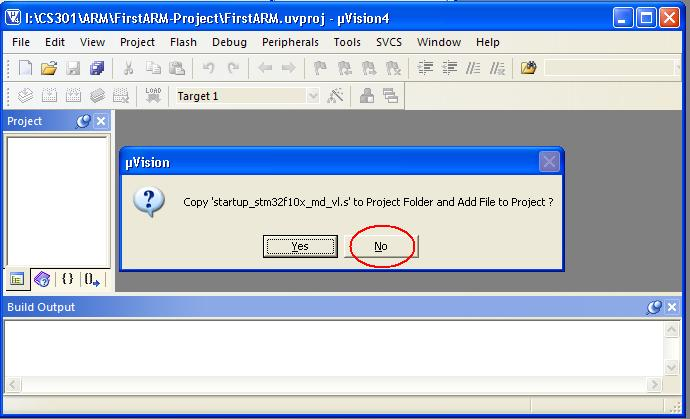 I:\CS301\ARM\FirstARM-Project\FirstARM.uvproj - µVision4
File Edit View Project Flash Debug Peripherals Tools SVCS Window Help
LOAD Target 1
Project
µVision
Copy 'startup_stm32f10x_md_vl.s' to Project Folder and Add File to Project ?
Yes No
{} {}
Build Output